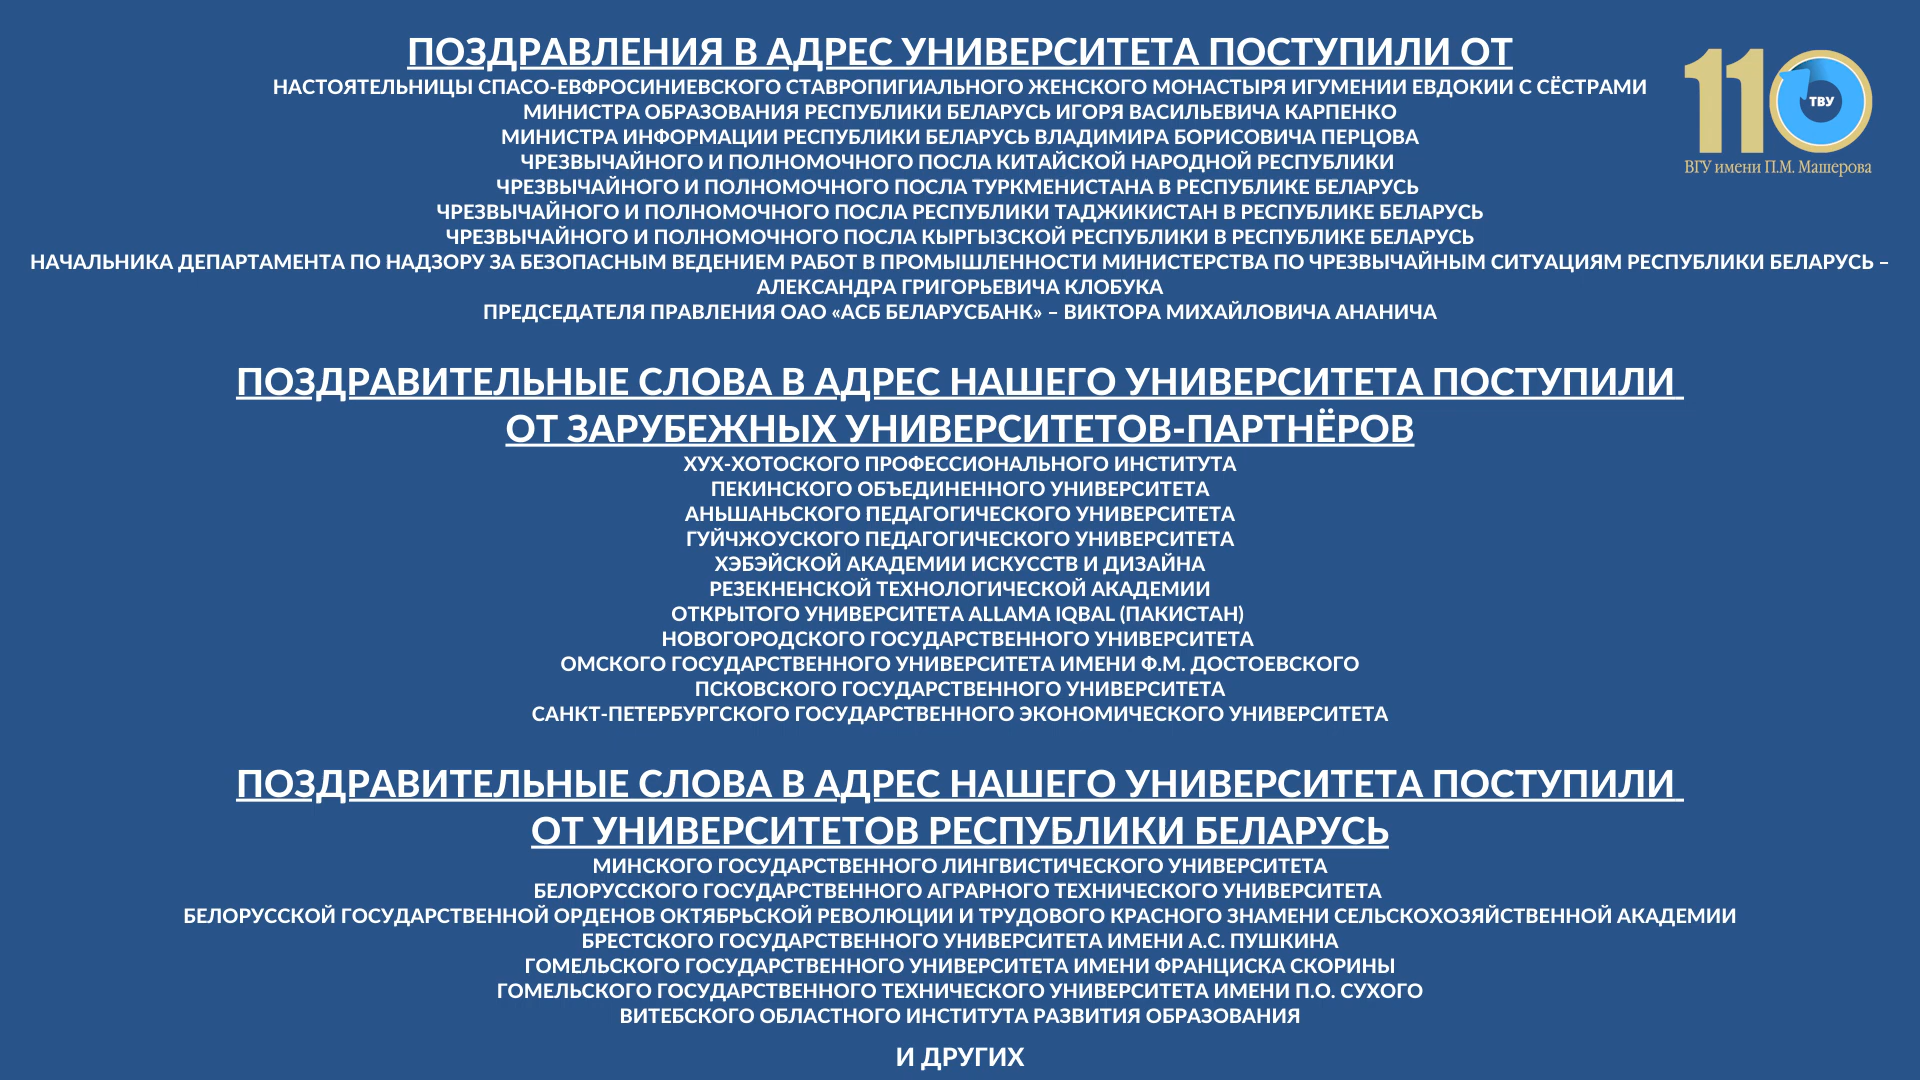 ПОЗДРАВЛЕНИЯ В АДРЕС УНИВЕРСИТЕТА ПОСТУПИЛИ ОТ
НАСТОЯТЕЛЬНИЦЫ СПАСО-ЕВФРОСИНИЕВСКОГО СТАВРОПИГИАЛЬНОГО ЖЕНСКОГО МОНАСТЫРЯ ИГУМЕНИИ ЕВДОКИИ С СЁСТРАМИ
МИНИСТРА ОБРАЗОВАНИЯ РЕСПУБЛИКИ БЕЛАРУСЬ ИГОРЯ ВАСИЛЬЕВИЧА КАРПЕНКО
МИНИСТРА ИНФОРМАЦИИ РЕСПУБЛИКИ БЕЛАРУСЬ ВЛАДИМИРА БОРИСОВИЧА ПЕРЦОВА
ЧРЕЗВЫЧАЙНОГО И ПОЛНОМОЧНОГО ПОСЛА КИТАЙСКОЙ НАРОДНОЙ РЕСПУБЛИКИ
ЧРЕЗВЫЧАЙНОГО И ПОЛНОМОЧНОГО ПОСЛА ТУРКМЕНИСТАНА В РЕСПУБЛИКЕ БЕЛАРУСЬ
ЧРЕЗВЫЧАЙНОГО И ПОЛНОМОЧНОГО ПОСЛА РЕСПУБЛИКИ ТАДЖИКИСТАН В РЕСПУБЛИКЕ БЕЛАРУСЬ
ЧРЕЗВЫЧАЙНОГО И ПОЛНОМОЧНОГО ПОСЛА КЫРГЫЗСКОЙ РЕСПУБЛИКИ В РЕСПУБЛИКЕ БЕЛАРУСЬ
НАЧАЛЬНИКА ДЕПАРТАМЕНТА ПО НАДЗОРУ ЗА БЕЗОПАСНЫМ ВЕДЕНИЕМ РАБОТ В ПРОМЫШЛЕННОСТИ МИНИСТЕРСТВА ПО ЧРЕЗВЫЧАЙНЫМ СИТУАЦИЯМ РЕСПУБЛИКИ БЕЛАРУСЬ –
АЛЕКСАНДРА ГРИГОРЬЕВИЧА КЛОБУКА
ПРЕДСЕДАТЕЛЯ ПРАВЛЕНИЯ ОАО «АСБ БЕЛАРУСБАНК» – ВИКТОРА МИХАЙЛОВИЧА АНАНИЧА
110
ТВУ
ВГУ имени П.М. Машерова
ПОЗДРАВИТЕЛЬНЫЕ СЛОВА В АДРЕС НАШЕГО УНИВЕРСИТЕТА ПОСТУПИЛИ
ОТ ЗАРУБЕЖНЫХ УНИВЕРСИТЕТОВ-ПАРТНЁРОВ
ХУХ-ХОТОСКОГО ПРОФЕССИОНАЛЬНОГО ИНСТИТУТА
ПЕКИНСКОГО ОБЪЕДИНЕННОГО УНИВЕРСИТЕТА
АНЬШАНЬСКОГО ПЕДАГОГИЧЕСКОГО УНИВЕРСИТЕТА
ГУЙЧЖОУСКОГО ПЕДАГОГИЧЕСКОГО УНИВЕРСИТЕТА
ХЭБЭЙСКОЙ АКАДЕМИИ ИСКУССТВ И ДИЗАЙНА
РЕЗЕКНЕНСКОЙ ТЕХНОЛОГИЧЕСКОЙ АКАДЕМИИ
ОТКРЫТОГО УНИВЕРСИТЕТА ALLAMA IQBAL (ПАКИСТАН)
НОВОГОРОДСКОГО ГОСУДАРСТВЕННОГО УНИВЕРСИТЕТА
ОМСКОГО ГОСУДАРСТВЕННОГО УНИВЕРСИТЕТА ИМЕНИ Ф.М. ДОСТОЕВСКОГО
ПСКОВСКОГО ГОСУДАРСТВЕННОГО УНИВЕРСИТЕТА
САНКТ-ПЕТЕРБУРГСКОГО ГОСУДАРСТВЕННОГО ЭКОНОМИЧЕСКОГО УНИВЕРСИТЕТА
ПОЗДРАВИТЕЛЬНЫЕ СЛОВА В АДРЕС НАШЕГО УНИВЕРСИТЕТА ПОСТУПИЛИ
ОТ УНИВЕРСИТЕТОВ РЕСПУБЛИКИ БЕЛАРУСЬ
МИНСКОГО ГОСУДАРСТВЕННОГО ЛИНГВИСТИЧЕСКОГО УНИВЕРСИТЕТА
БЕЛОРУССКОГО ГОСУДАРСТВЕННОГО АГРАРНОГО ТЕХНИЧЕСКОГО УНИВЕРСИТЕТА
БЕЛОРУССКОЙ ГОСУДАРСТВЕННОЙ ОРДЕНОВ ОКТЯБРЬСКОЙ РЕВОЛЮЦИИ И ТРУДОВОГО КРАСНОГО ЗНАМЕНИ СЕЛЬСКОХОЗЯЙСТВЕННОЙ АКАДЕМИИ
БРЕСТСКОГО ГОСУДАРСТВЕННОГО УНИВЕРСИТЕТА ИМЕНИ А.С. ПУШКИНА
ГОМЕЛЬСКОГО ГОСУДАРСТВЕННОГО УНИВЕРСИТЕТА ИМЕНИ ФРАНЦИСКА СКОРИНЫ
ГОМЕЛЬСКОГО ГОСУДАРСТВЕННОГО ТЕХНИЧЕСКОГО УНИВЕРСИТЕТА ИМЕНИ П.О. СУХОГО
ВИТЕБСКОГО ОБЛАСТНОГО ИНСТИТУТА РАЗВИТИЯ ОБРАЗОВАНИЯ
И ДРУГИХ